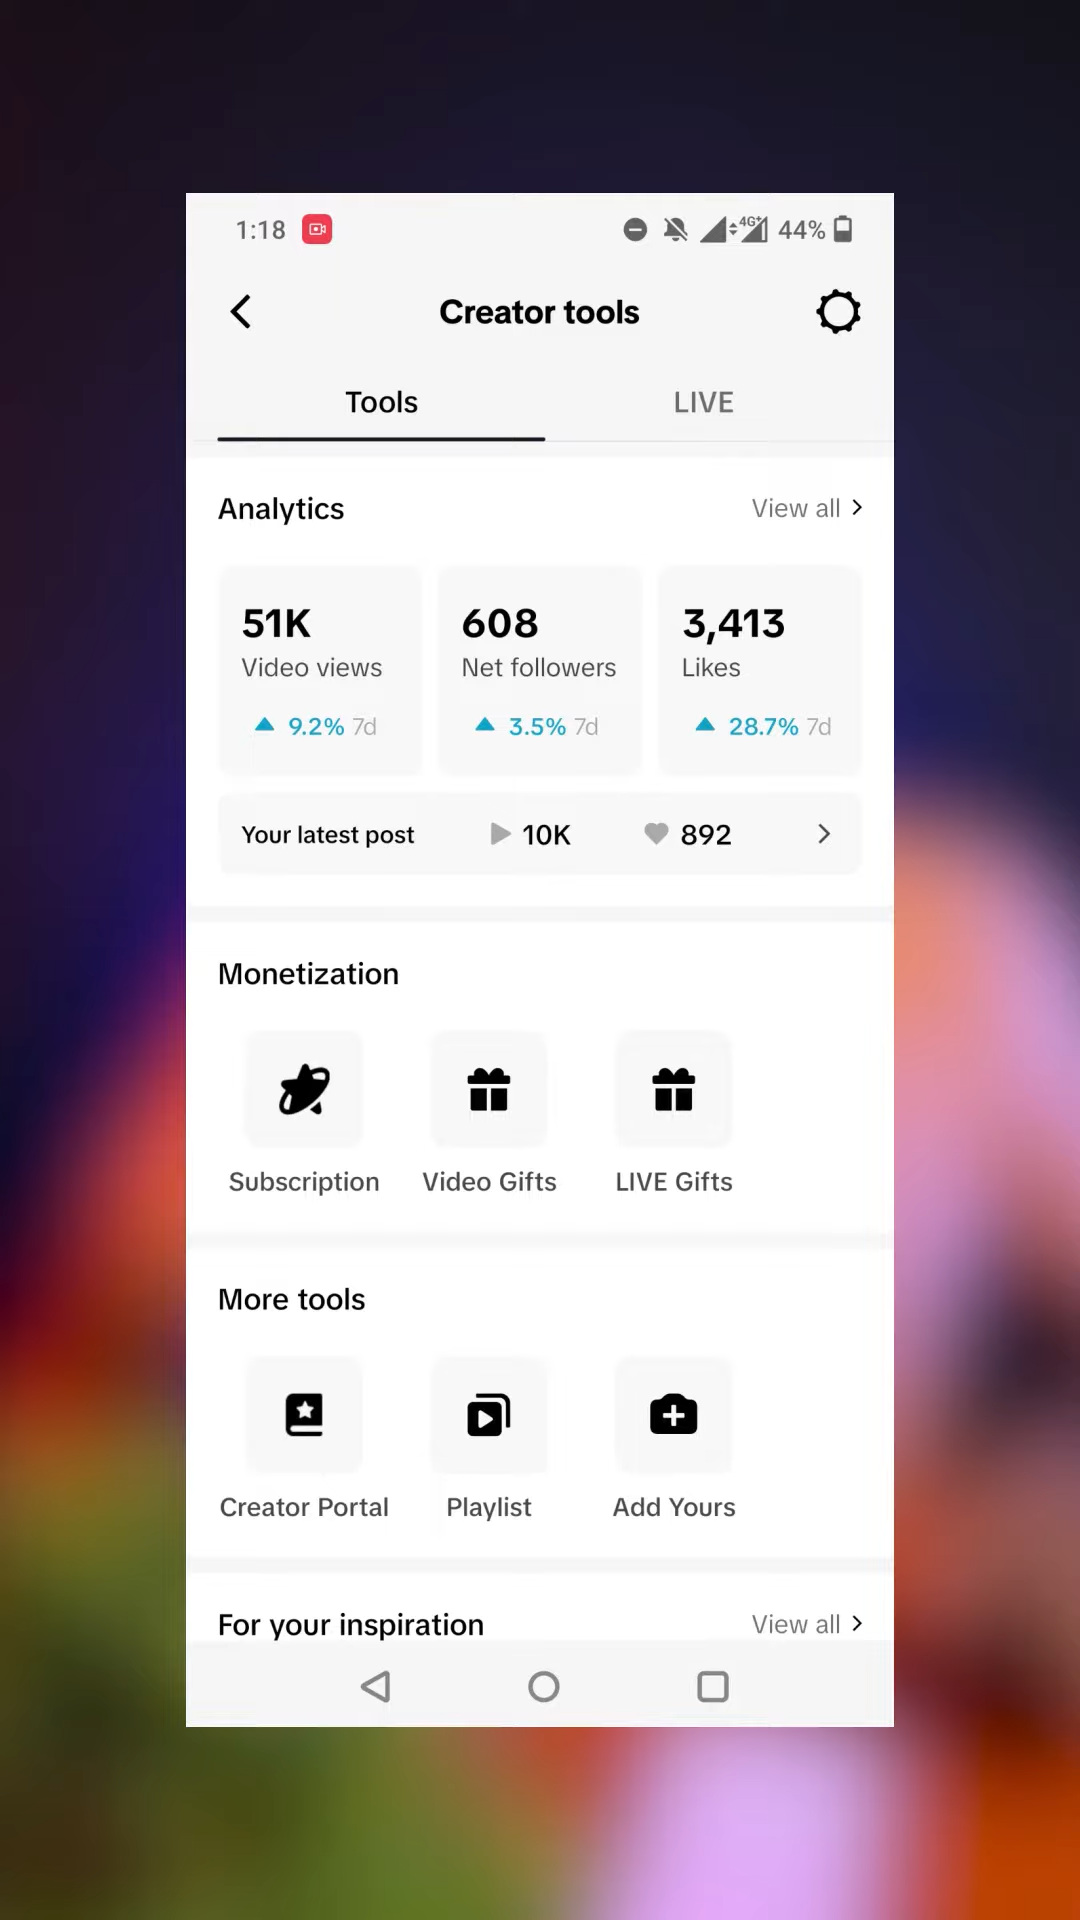 1:18 4G+ 44%
Creator tools
Tools LIVE
Analytics View all
51K 608 3,413
Video views Net followers Likes
9.2% 7d 3.5% 7d 28.7% 7d
Your latest post 10K 892
Monetization
Subscription Video Gifts LIVE Gifts
More tools
Creator Portal Playlist Add Yours
For your inspiration View all